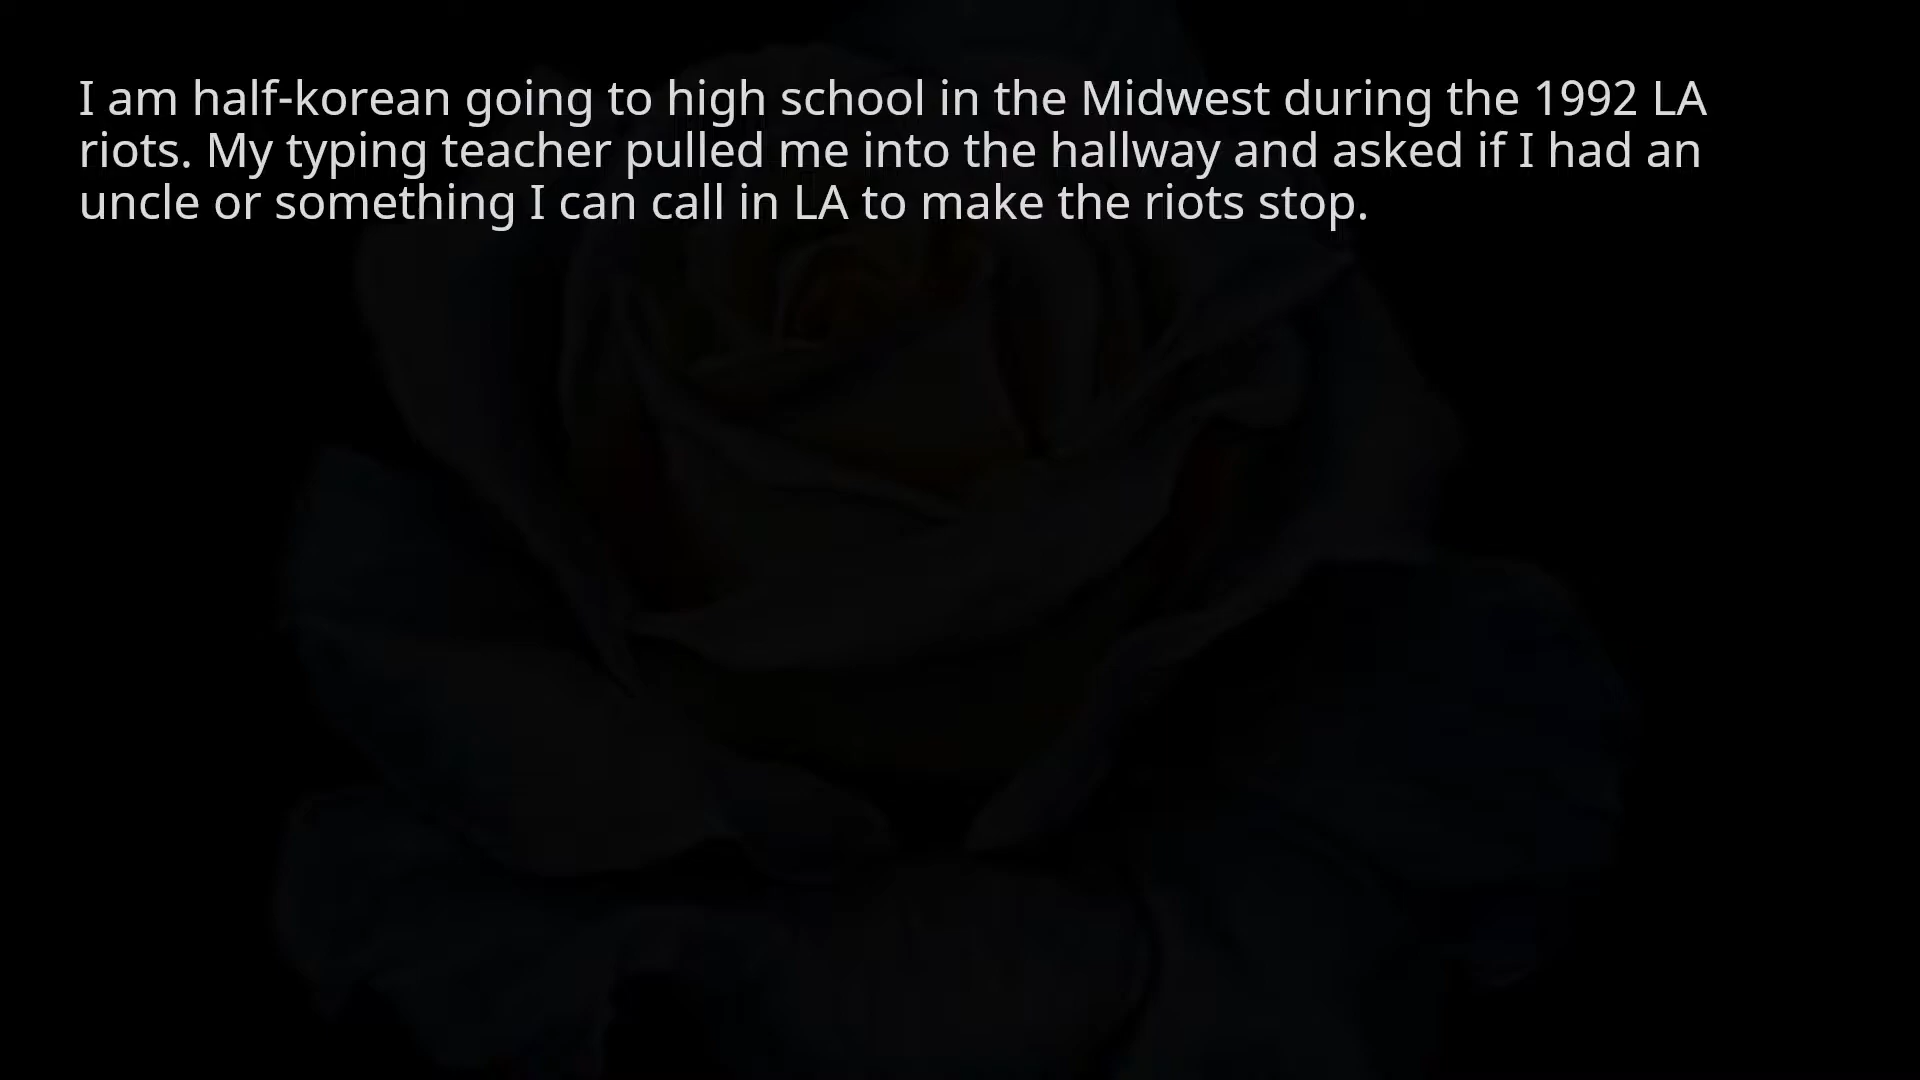 I am half-korean going to high school in the Midwest during the 1992 LA
riots. My typing teacher pulled me into the hallway and asked if I had an
uncle or something I can call in LA to make the riots stop.